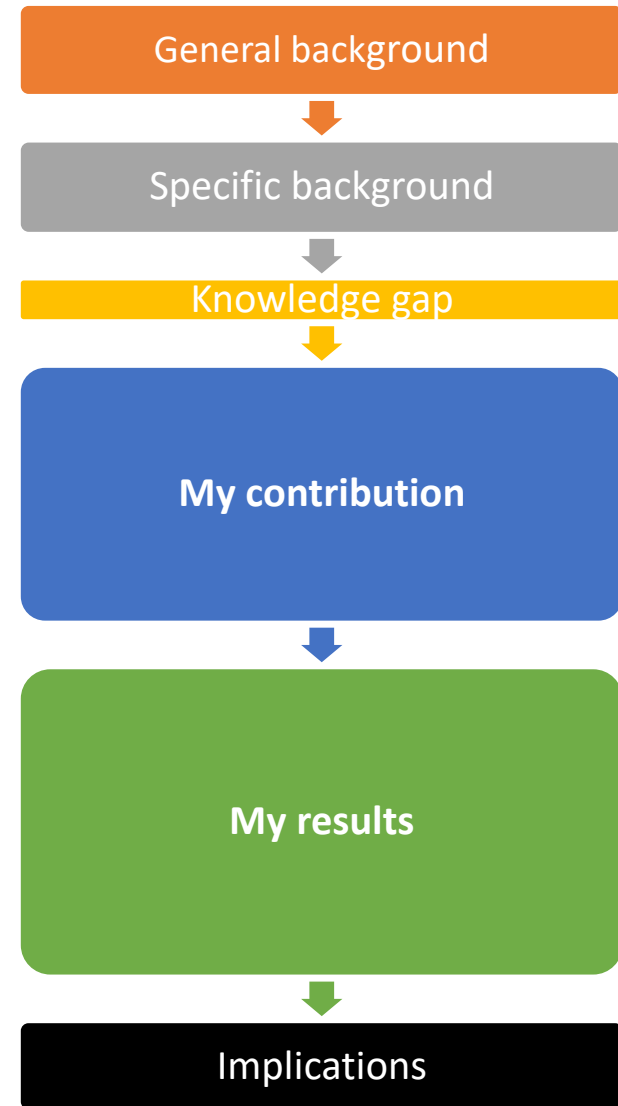 General background
Specific background
Knowledge gap
My contribution
My results
Implications